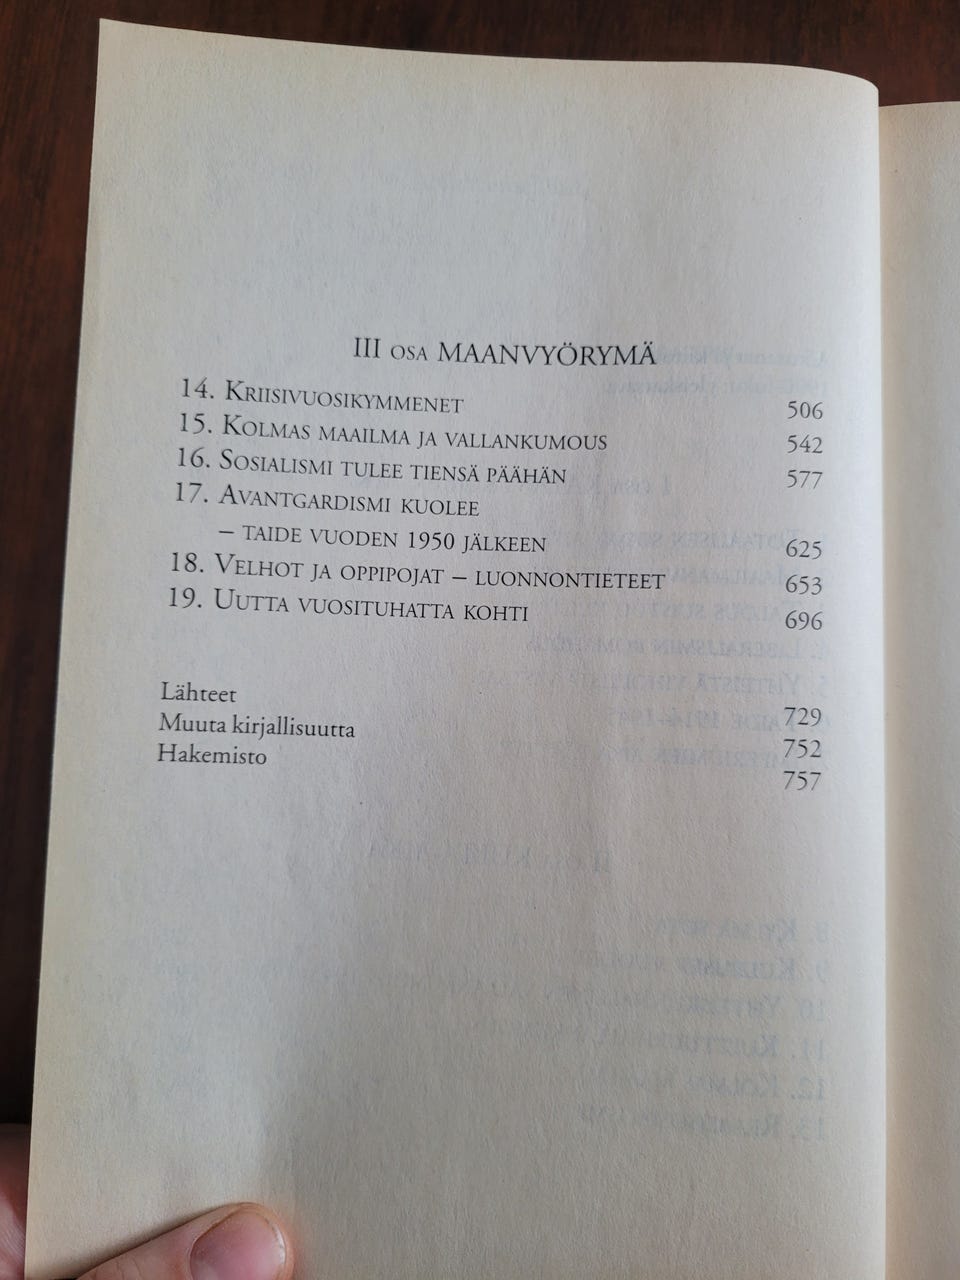 III OSA MAANVYÖRYMÄ
14. KRIISIVUOSIKYMMENET 506
15. KOLMAS MAAILMA JA VALLANKUMOUS 542
16. SOSIALISMI TULEE TIENSÄ PÄÄHÄN 577
17. AVANTGARDISMI KUOLEE
– TAIDE VUODEN 1950 JÄLKEEN 625
18. VELHOT JA OPPIPOJAT – LUONNONTIETEET 653
19. UUTTA VUOSITUHATTA KOHTI 696
Lähteet 729
Muuta kirjallisuutta 752
Hakemisto 757